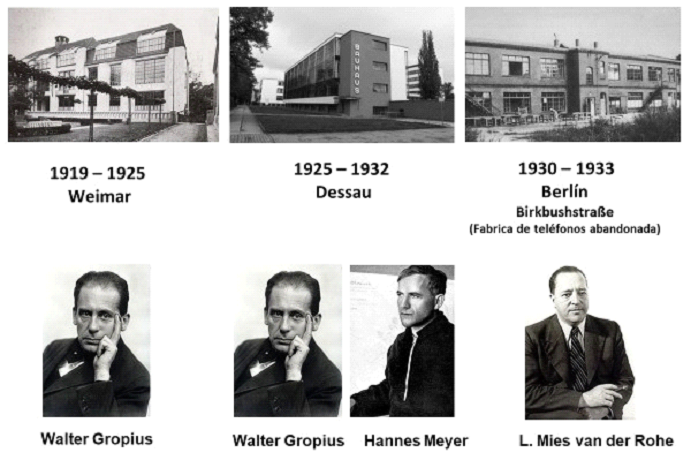 BAUHAUS
1919 – 1925
Weimar
1925 – 1932
Dessau
1930 – 1933
Berlín
Birkbushstraße
(Fabrica de teléfonos abandonada)
Walter Gropius
Walter Gropius
Hannes Meyer
L. Mies van der Rohe